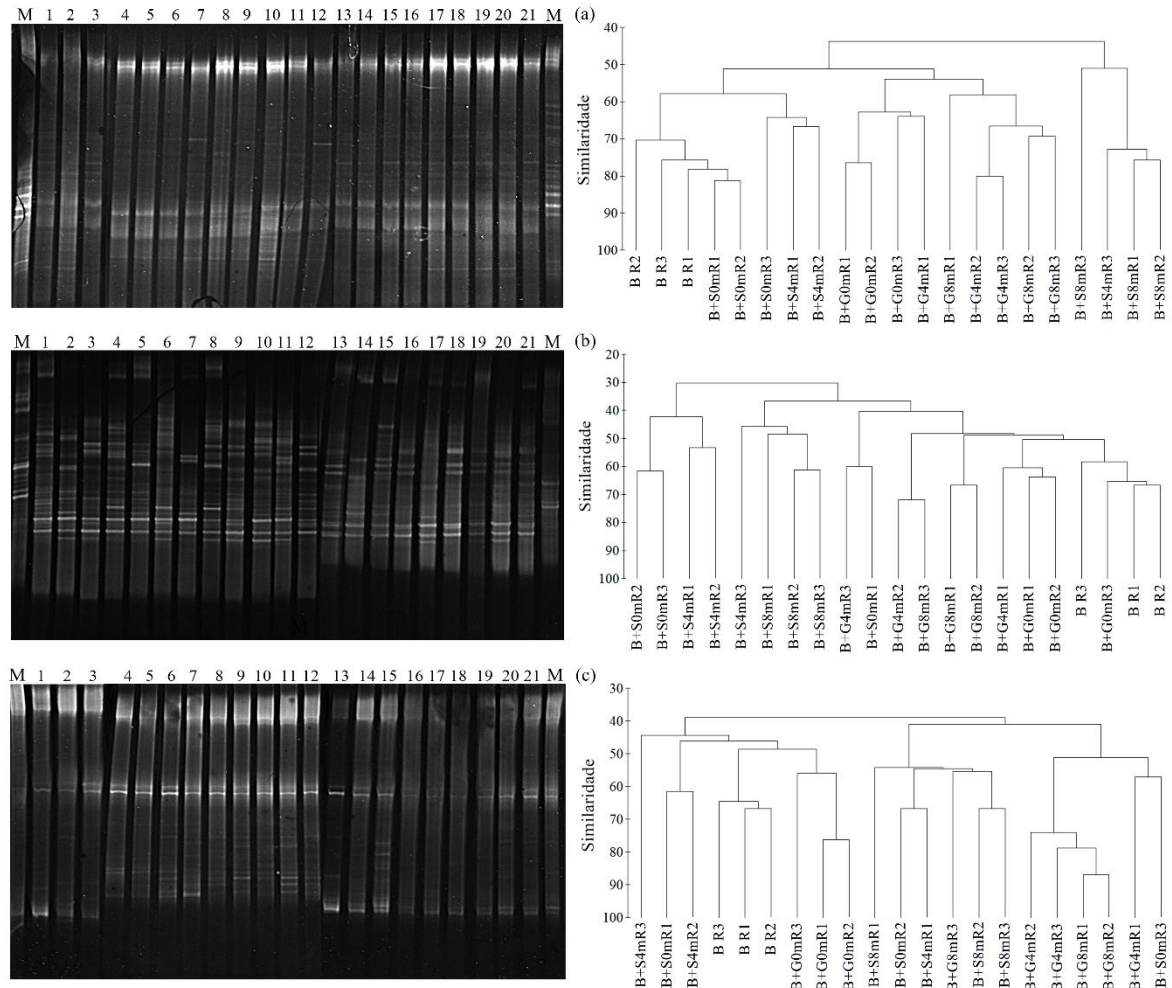 M 1 2 3 4 5 6 7 8 9 10 11 12 13 14 15 16 17 18 19 20 21 M
(a)
Similaridade
40
50
60
70
80
90
100
B R2
B R3
B R1
B+S0mR1
B+S0mR2
B+S0mR3
B+S4mR1
B+S4mR2
B+G0mR1
B+G0mR2
B+G0mR3
B+G4mR1
B+G8mR1
B+G4mR2
B+G4mR3
B+G8mR2
B+G8mR3
B+S8mR3
B+S4mR3
B+S8mR1
B+S8mR2
M 1 2 3 4 5 6 7 8 9 10 11 12 13 14 15 16 17 18 19 20 21 M
(b)
Similaridade
20
30
40
50
60
70
80
90
100
B+S0mR2
B+S0mR3
B+S4mR1
B+S4mR2
B+S4mR3
B+S8mR1
B+S8mR2
B+S8mR3
B+G4mR3
B+S0mR1
B+G4mR2
B+G8mR3
B+G8mR1
B+G8mR2
B+G4mR1
B+G0mR1
B+G0mR2
B R3
B+G0mR3
B R1
B R2
M 1 2 3 4 5 6 7 8 9 10 11 12 13 14 15 16 17 18 19 20 21 M
(c)
Similaridade
30
40
50
60
70
80
90
100
B+S4mR3
B+S0mR1
B+S4mR2
B R3
B R1
B R2
B+G0mR3
B+G0mR1
B+G0mR2
B+S8mR1
B+S0mR2
B+S4mR1
B+G8mR3
B+S8mR2
B+S8mR3
B+G4mR2
B+G4mR3
B+G8mR1
B+G8mR2
B+G4mR1
B+S0mR3